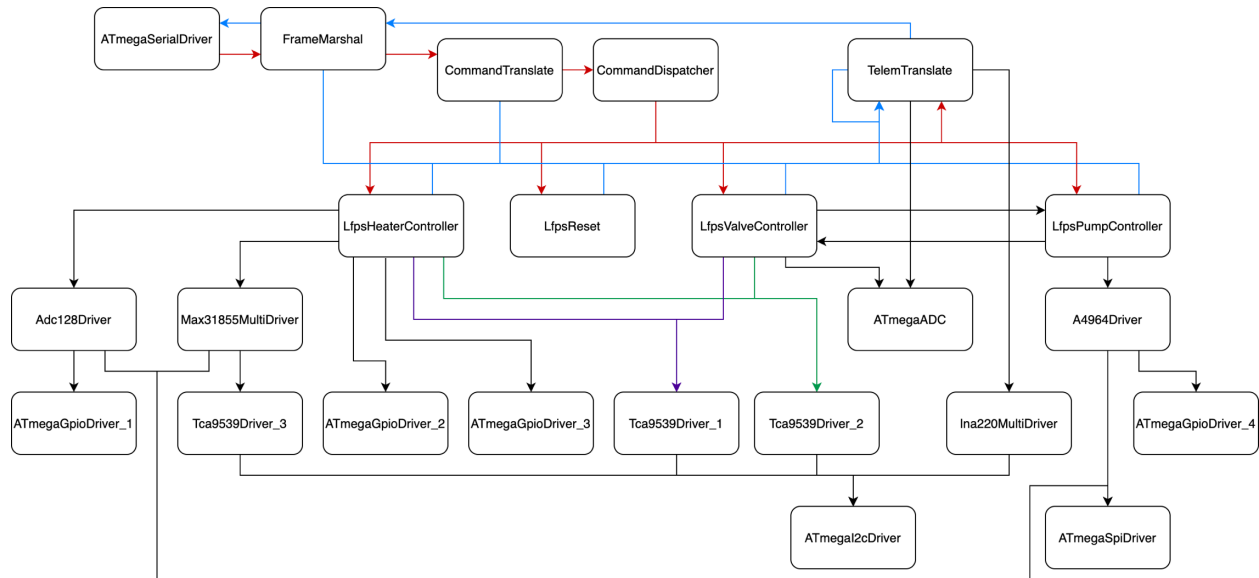 ATmegaSerialDriver
FrameMarshal
CommandTranslate
CommandDispatcher
TelemTranslate
LfpsHeaterController
LfpsReset
LfpsValveController
LfpsPumpController
Adc128Driver
Max31855MultiDriver
ATmegaADC
A4964Driver
ATmegaGpioDriver_1
Tca9539Driver_3
ATmegaGpioDriver_2
ATmegaGpioDriver_3
Tca9539Driver_1
Tca9539Driver_2
Ina220MultiDriver
ATmegaGpioDriver_4
ATmegaI2cDriver
ATmegaSpiDriver